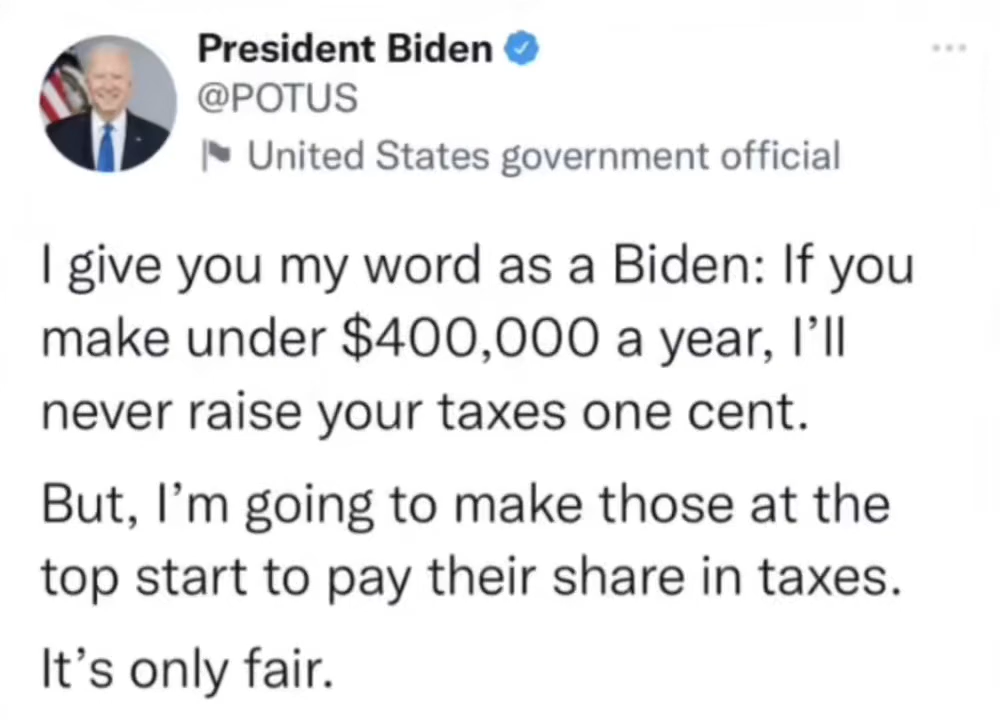 President Biden
@POTUS
United States government official
I give you my word as a Biden: If you
make under $400,000 a year, I’ll
never raise your taxes one cent.
But, I’m going to make those at the
top start to pay their share in taxes.
It’s only fair.